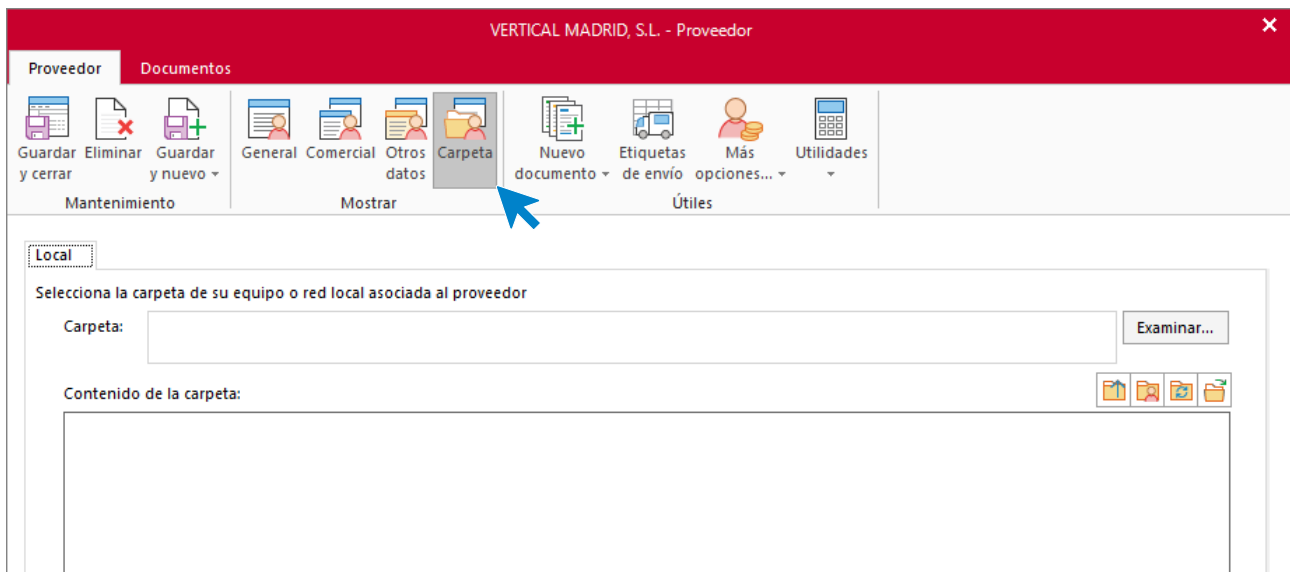 VERTICAL MADRID, S.L. - Proveedor
Proveedor Documentos
Guardar y cerrar
Eliminar
Guardar y nuevo
General
Comercial
Otros datos
Carpeta
Nuevo documento
Etiquetas de envío
Más opciones...
Utilidades
Mantenimiento Mostrar Útiles
Local
Selecciona la carpeta de su equipo o red local asociada al proveedor
Carpeta: Examinar...
Contenido de la carpeta: